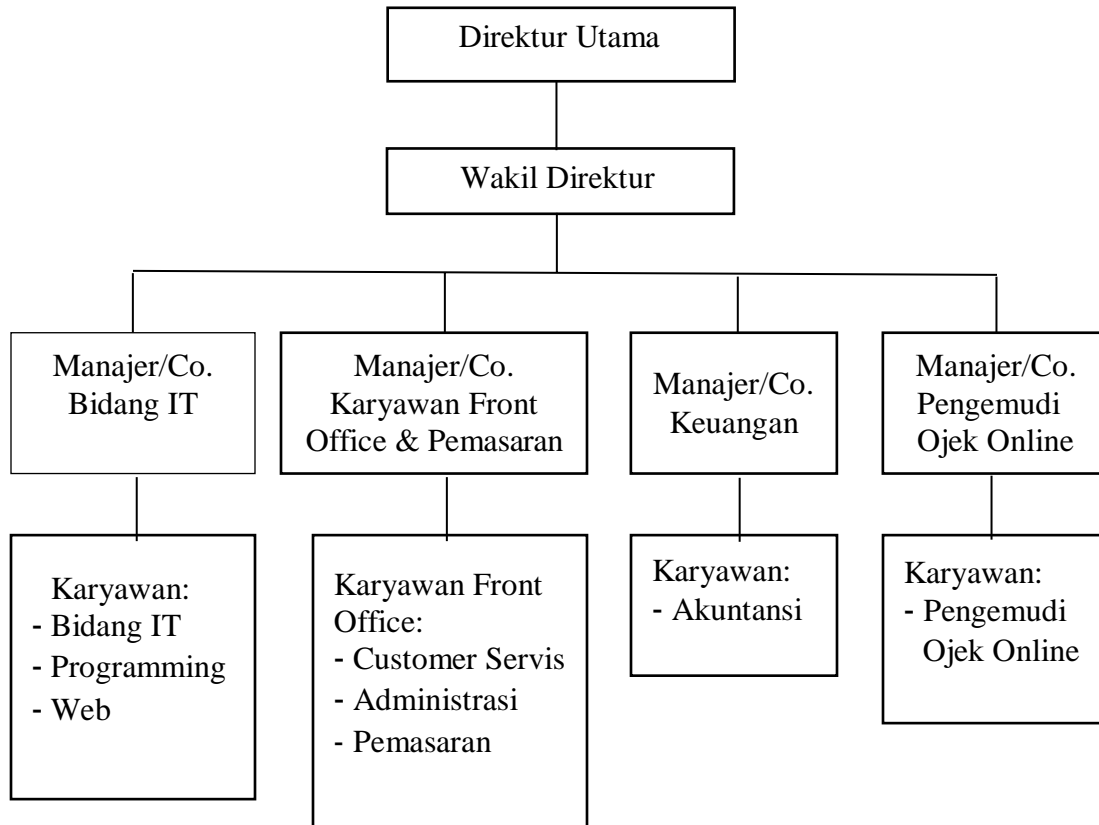 Direktur Utama
Wakil Direktur
Manajer/Co.
Bidang IT
Manajer/Co.
Karyawan Front
Office & Pemasaran
Manajer/Co.
Keuangan
Manajer/Co.
Pengemudi
Ojek Online
Karyawan:
- Bidang IT
- Programming
- Web
Karyawan Front
Office:
- Customer Servis
- Administrasi
- Pemasaran
Karyawan:
- Akuntansi
Karyawan:
- Pengemudi
Ojek Online